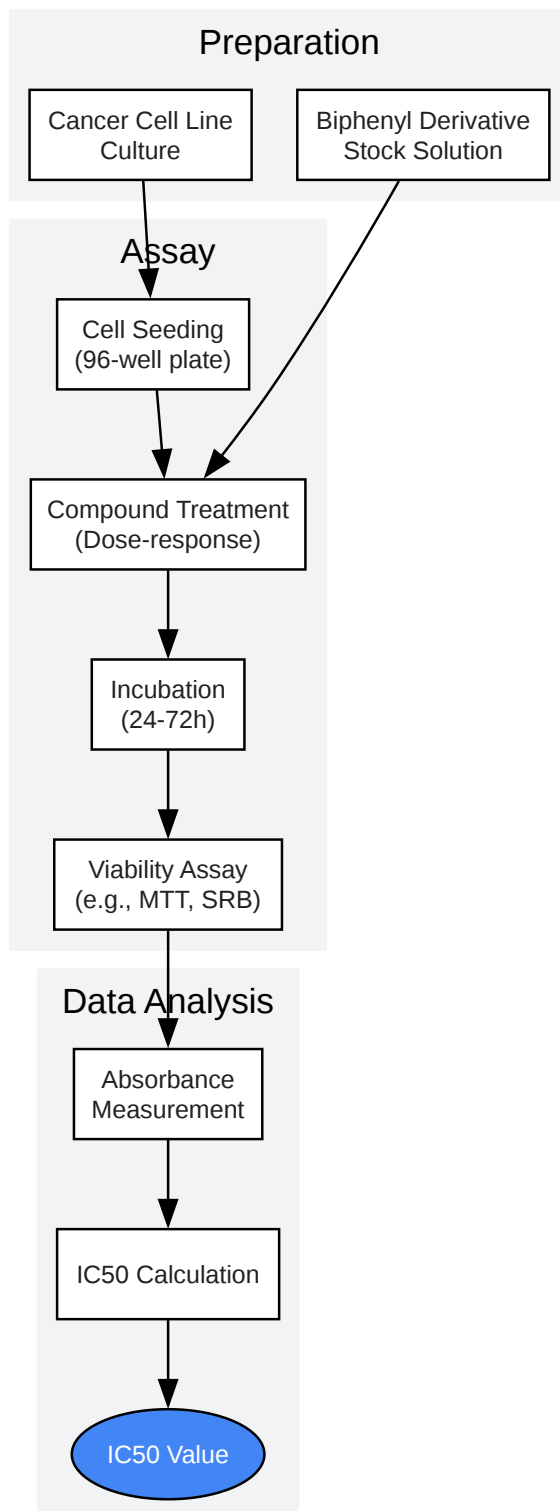 Preparation
Cancer Cell Line
Culture
Biphenyl Derivative
Stock Solution
Assay
Cell Seeding
(96-well plate)
Compound Treatment
(Dose-response)
Incubation
(24-72h)
Viability Assay
(e.g., MTT, SRB)
Data Analysis
Absorbance
Measurement
IC50 Calculation
IC50 Value